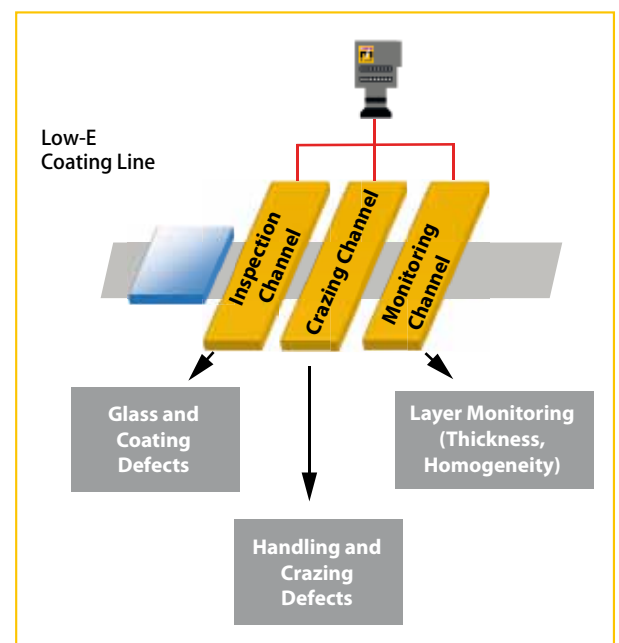 Low-E
Coating Line
Inspection
Channel
Crazing Channel
Monitoring
Channel
Glass and
Coating
Defects
Layer Monitoring
(Thickness,
Homogeneity)
Handling and
Crazing
Defects